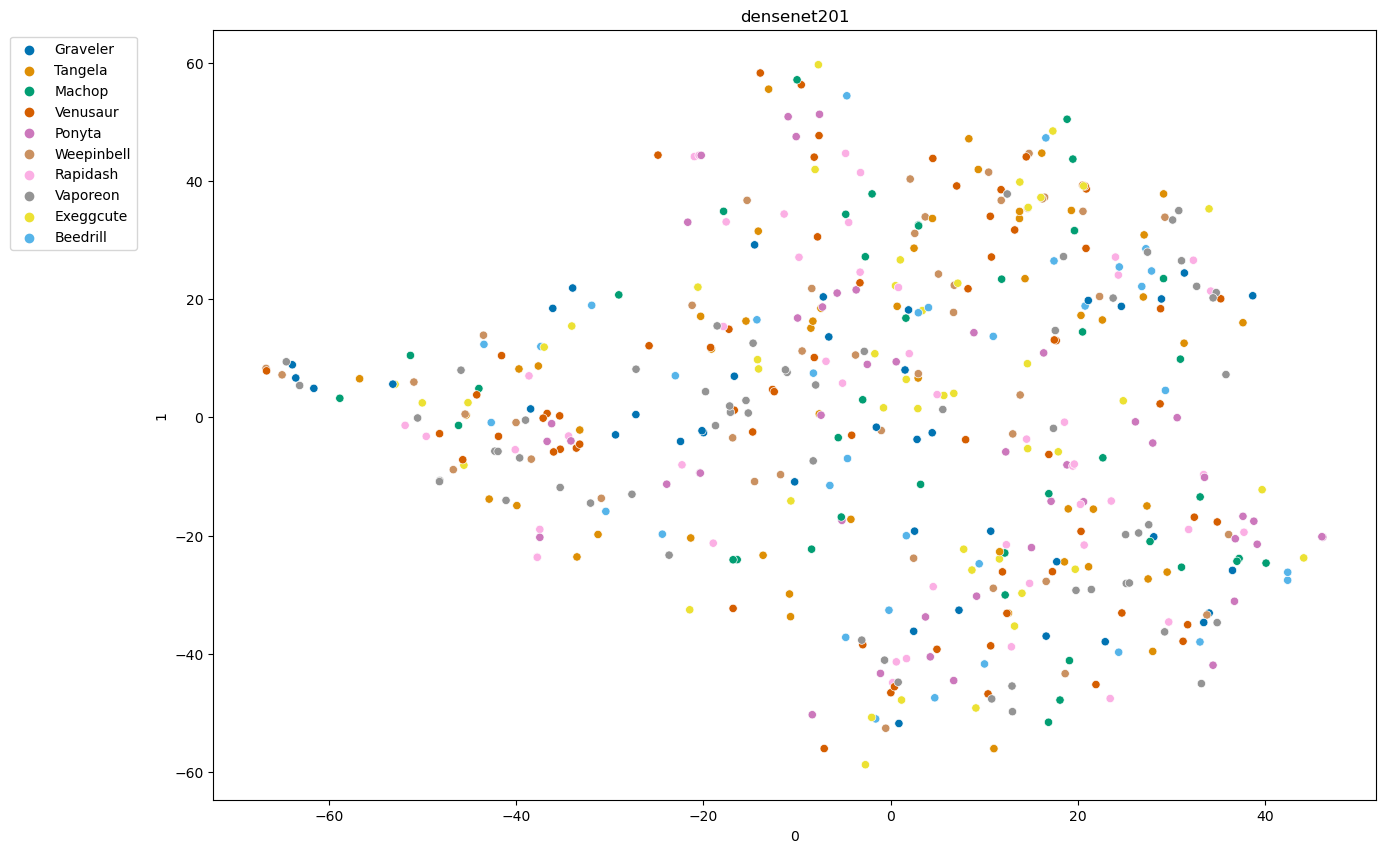 densenet201
Graveler
Tangela
Machop
Venusaur
Ponyta
Weepinbell
Rapidash
Vaporeon
Exeggcute
Beedrill
60
40
20
0
−20
−40
−60
1
−60
−40
−20
0
20
40
0